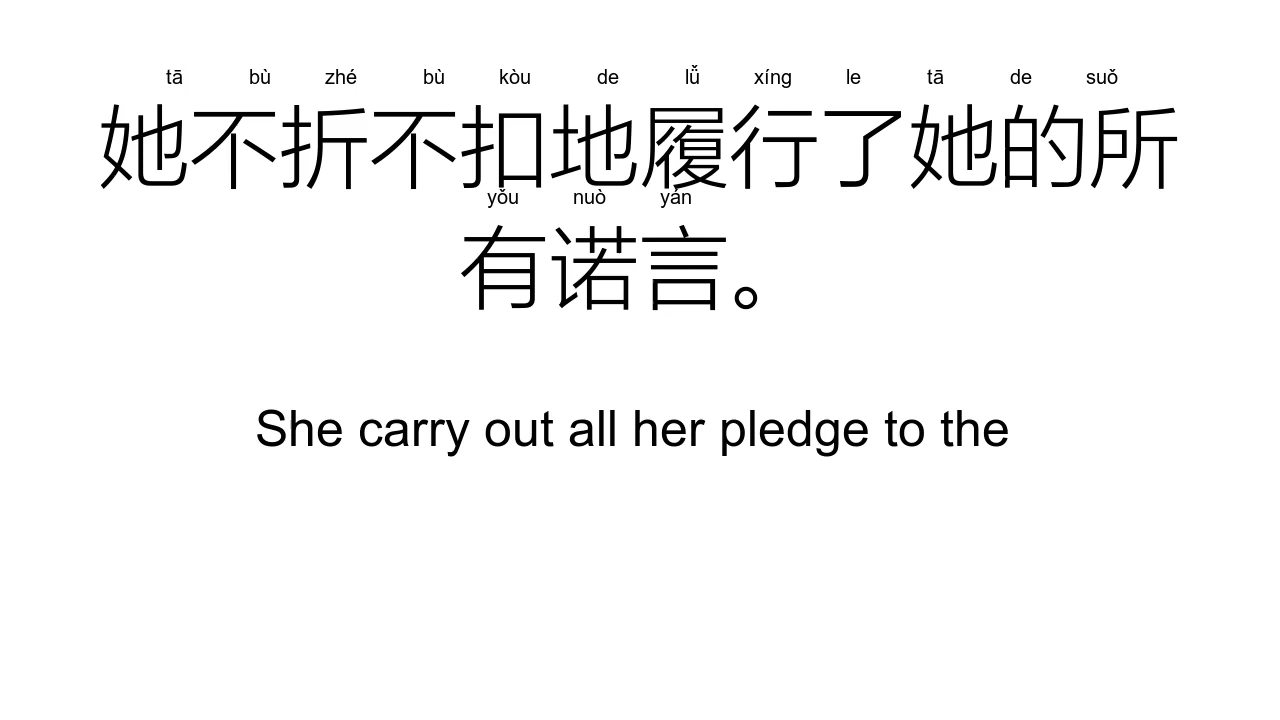 tā bù zhé bù kòu de lǚ xíng le tā de suǒ
她不折不扣地履行了她的所
yǒu nuò yán
有诺言。
She carry out all her pledge to the